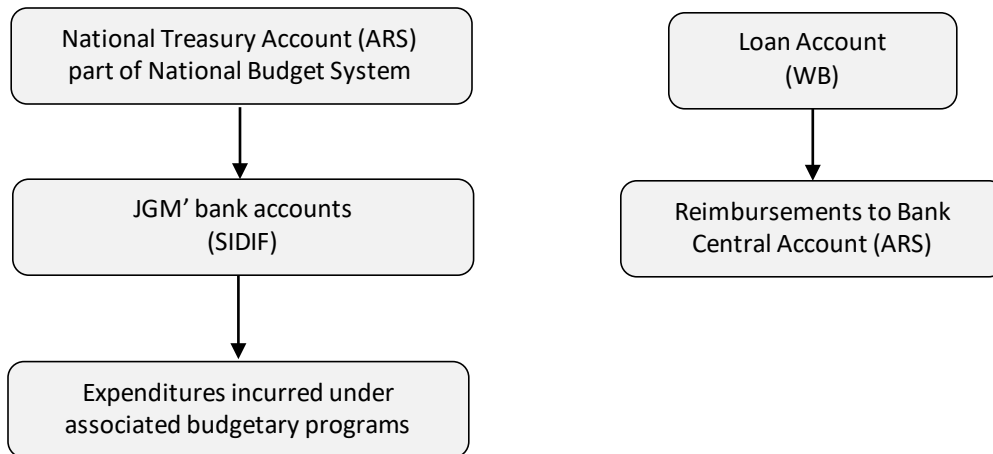 National Treasury Account (ARS)
part of National Budget System
JGM' bank accounts
(SIDIF)
Expenditures incurred under
associated budgetary programs
Loan Account
(WB)
Reimbursements to Bank
Central Account (ARS)